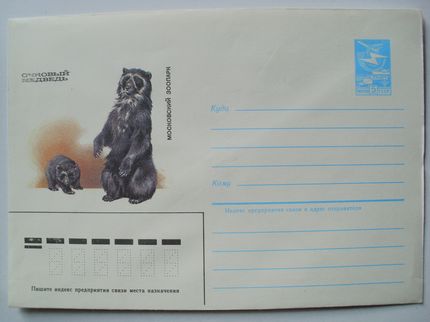 ОЧКОВЫЙ
МЕДВЕДЬ
МОСКОВСКИЙ ЗООПАРК
Куда
Кому
Индекс предприятия связи и адрес отправителя
Пишите индекс предприятия связи места назначения